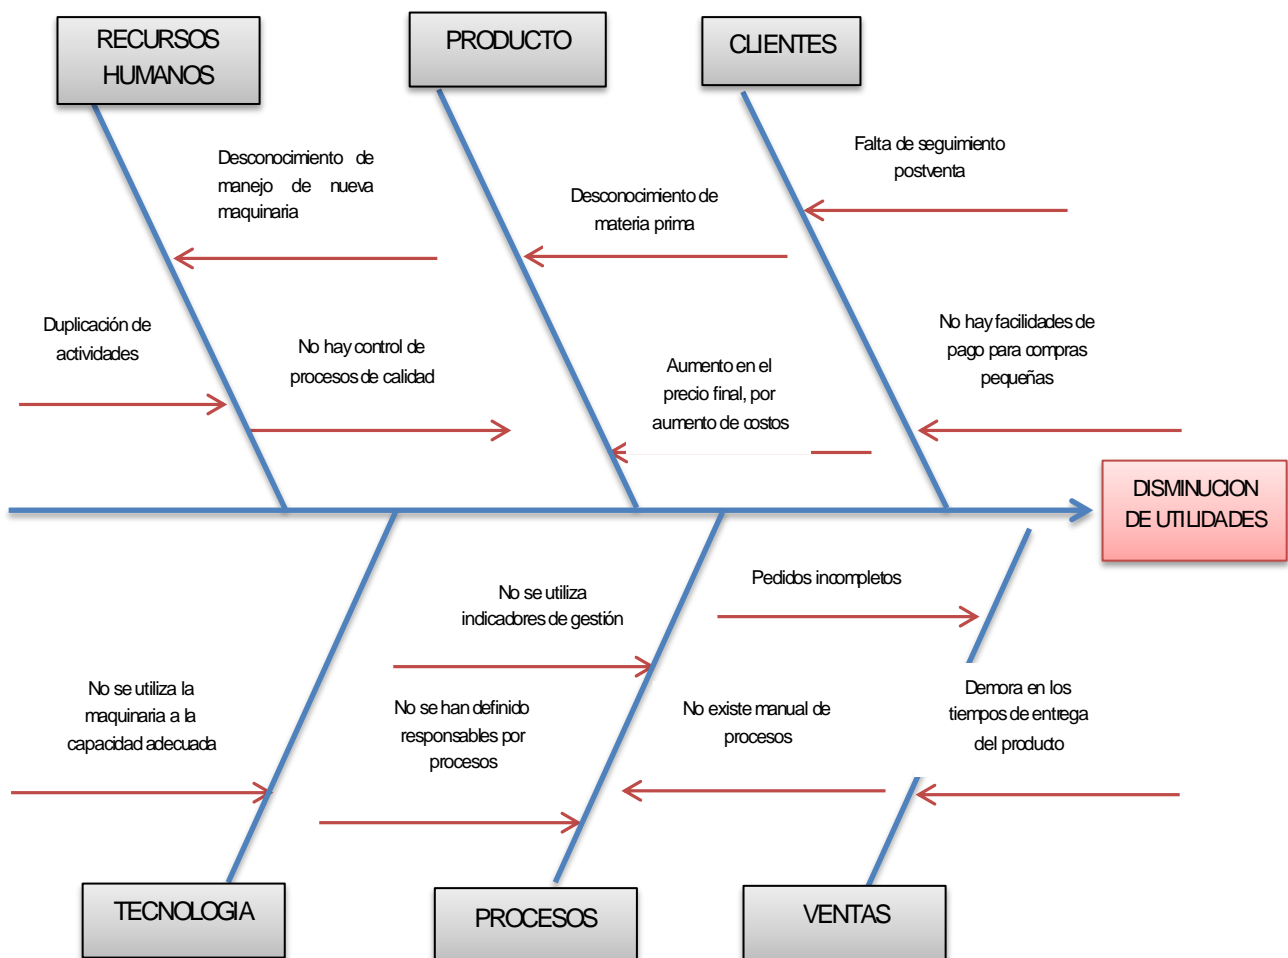 RECURSOS
HUMANOS
PRODUCTO
CLIENTES
Desconocimiento de
manejo de nueva
maquinaria
Desconocimiento de
materia prima
Falta de seguimiento
postventa
Duplicación de
actividades
No hay control de
procesos de calidad
Aumento en el
precio final, por
aumento de costos
No hay facilidades de
pago para compras
pequeñas
DISMINUCION
DE UTILIDADES
No se utiliza la
maquinaria a la
capacidad adecuada
No se utiliza
indicadores de gestión
No se han definido
responsables por
procesos
Pedidos incompletos
No existe manual de
procesos
Demora en los
tiempos de entrega
del producto
TECNOLOGIA
PROCESOS
VENTAS